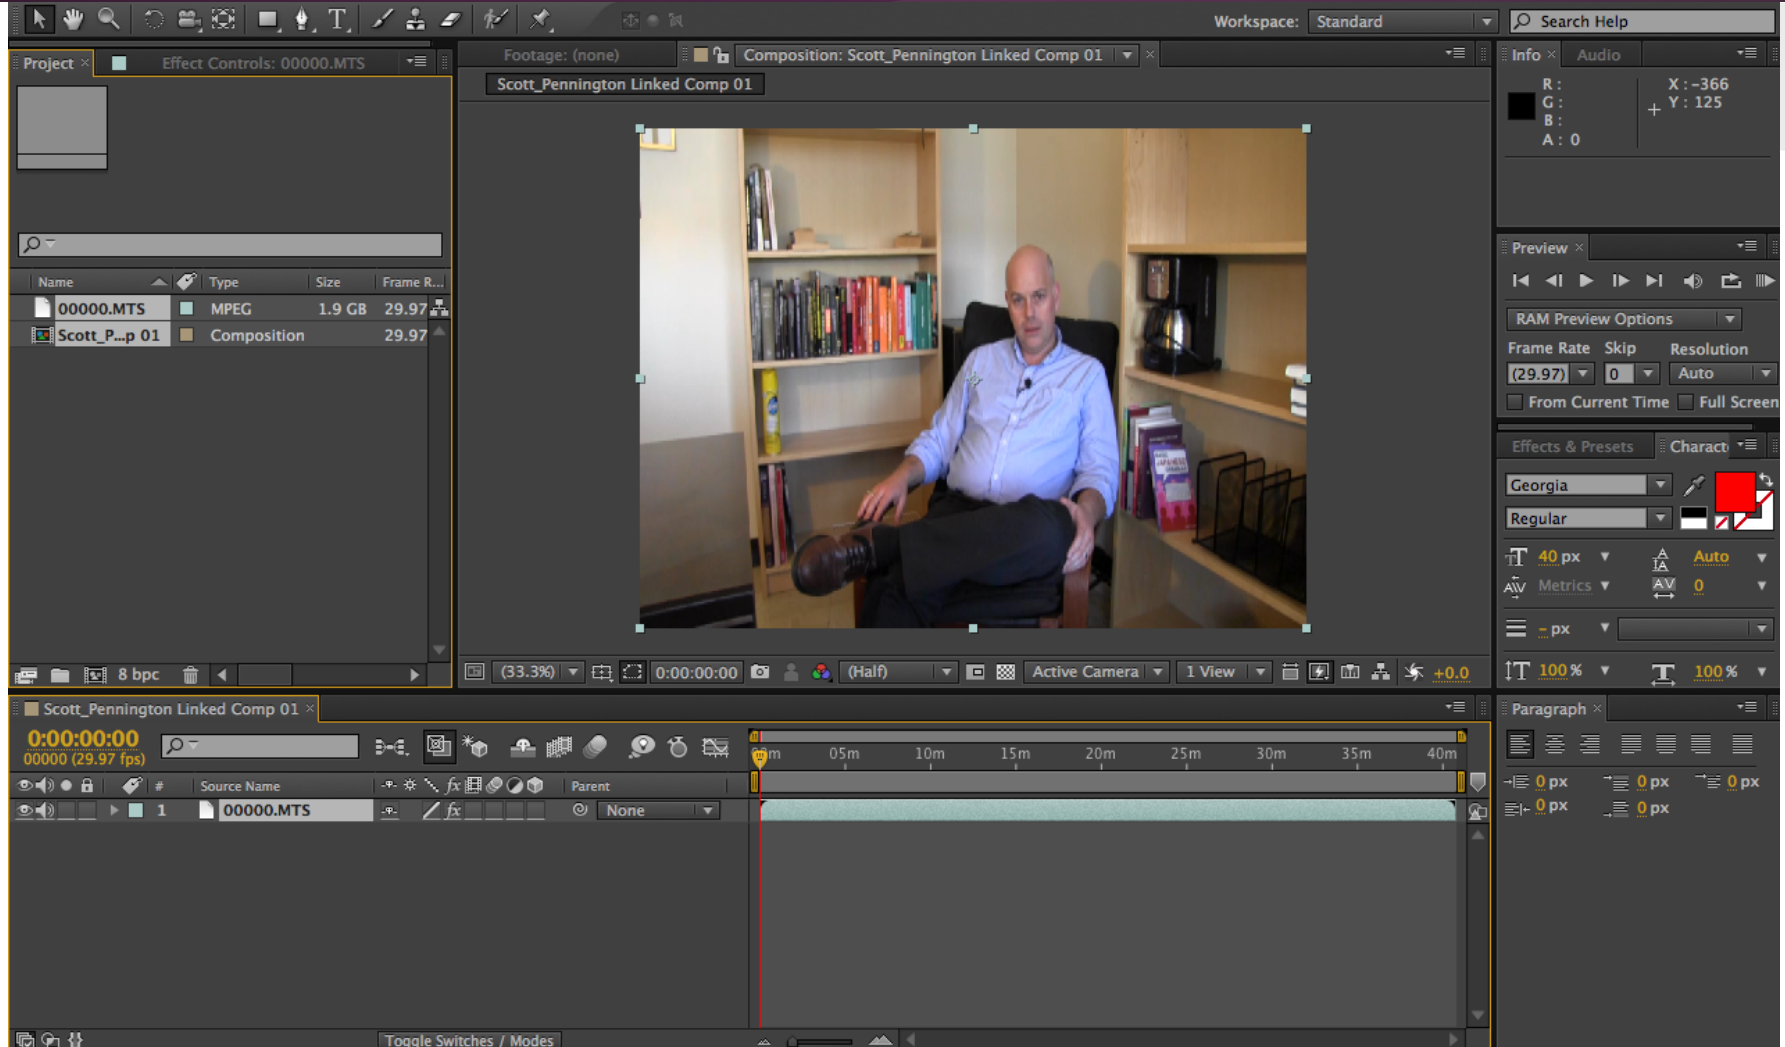 Workspace: Standard
Search Help
Project
Effect Controls: 00000.MTS
Footage: (none)
Composition: Scott_Pennington Linked Comp 01
Scott_Pennington Linked Comp 01
Info
Audio
R :
G :
B :
A : 0
X : -366
Y : 125
Name Type Size Frame R...
00000.MTS MPEG 1.9 GB 29.97
Scott_P...p 01 Composition 29.97
8 bpc
JAPANESE
(33.3%)
0:00:00:00
(Half)
Active Camera
1 View
+0.0
Preview
RAM Preview Options
Frame Rate Skip Resolution
(29.97) 0 Auto
From Current Time Full Screen
Effects & Presets
Charact
Georgia
Regular
40 px Auto
Metrics 0
- px
100 % 100 %
Scott_Pennington Linked Comp 01
0:00:00:00
00000 (29.97 fps)
05m 10m 15m 20m 25m 30m 35m 40m
# Source Name Parent
fx
1 00000.MTS fx None
Toggle Switches / Modes
Paragraph
0 px 0 px 0 px
0 px 0 px